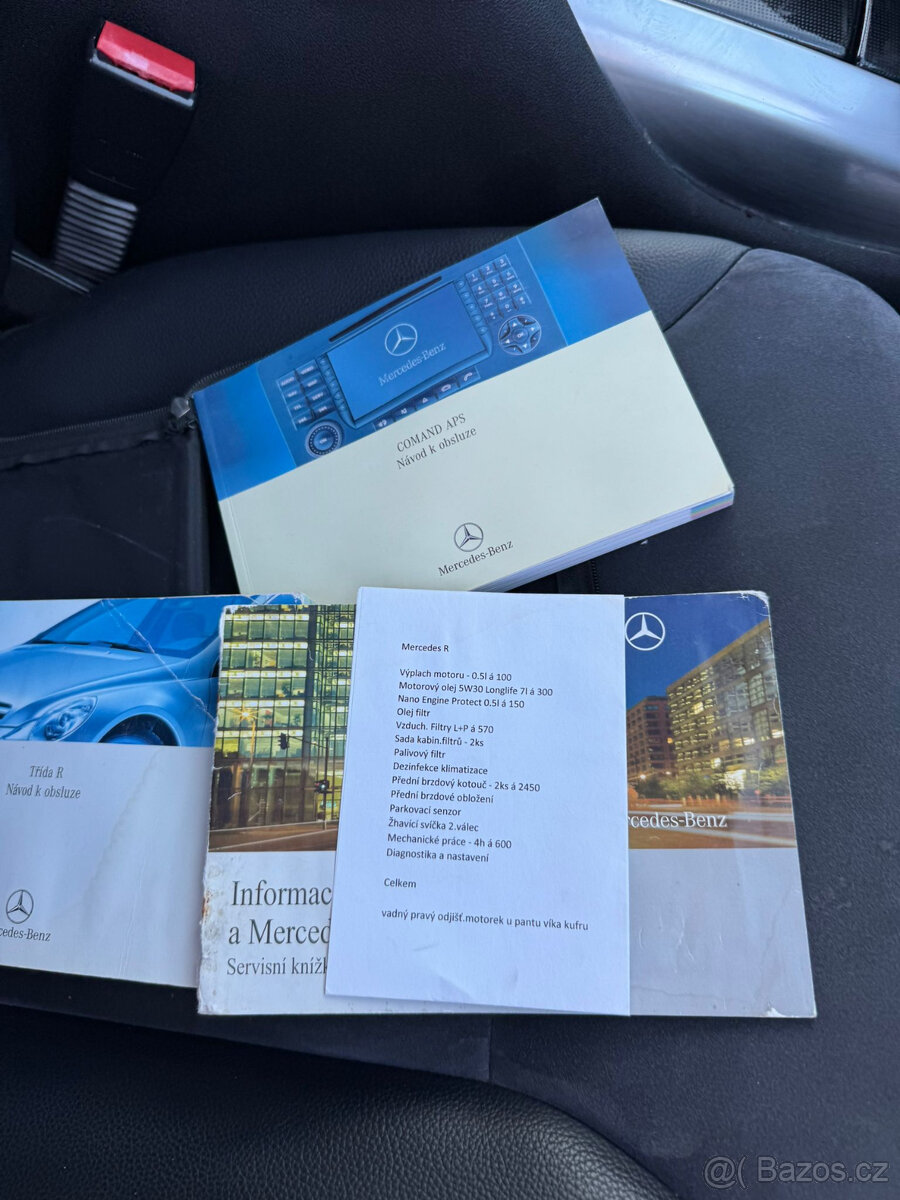 Mercedes-Benz
COMAND APS
Návod k obsluze
Mercedes-Benz
Třída R
Návod k obsluze
cedes-Benz
Informac
a Merced
Servisní knížk
rcedes-Benz
Mercedes R
Výplach motoru - 0.5l á 100
Motorový olej 5W30 Longlife 7l á 300
Nano Engine Protect 0.5l á 150
Olej filtr
Vzduch. Filtry L+P á 570
Sada kabin.filtrů - 2ks
Palivový filtr
Dezinfekce klimatizace
Přední brzdový kotouč - 2ks á 2450
Přední brzdové obložení
Parkovací senzor
Žhavící svíčka 2.válec
Mechanické práce - 4h á 600
Diagnostika a nastavení
Celkem
vadný pravý odjišť.motorek u pantu víka kufru
@( Bazos.cz